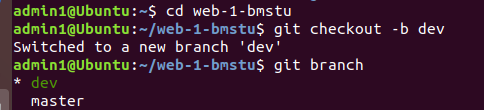 admin1@Ubuntu:~$ cd web-1-bmstu
admin1@Ubuntu:~/web-1-bmstu$ git checkout -b dev
Switched to a new branch 'dev'
admin1@Ubuntu:~/web-1-bmstu$ git branch
* dev
  master